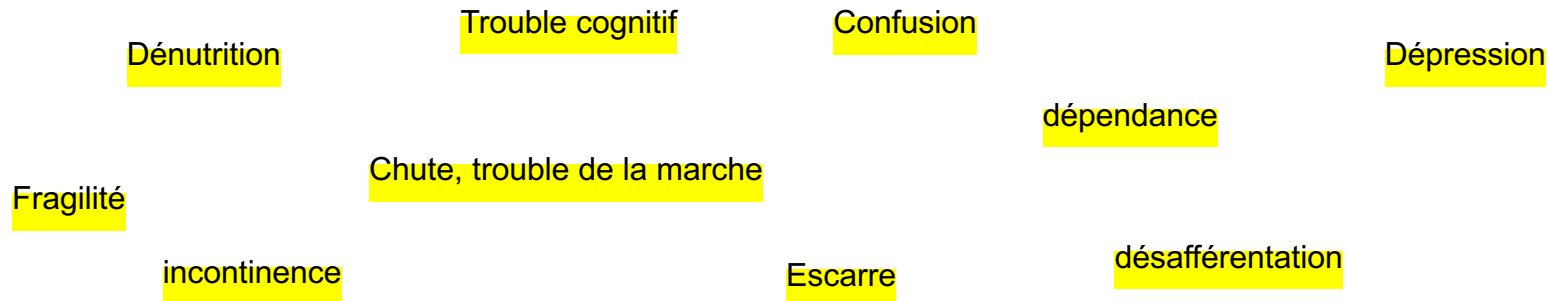 Trouble cognitif
Confusion
Dénutrition
Dépression
dépendance
Chute, trouble de la marche
Fragilité
désafférentation
incontinence
Escarre